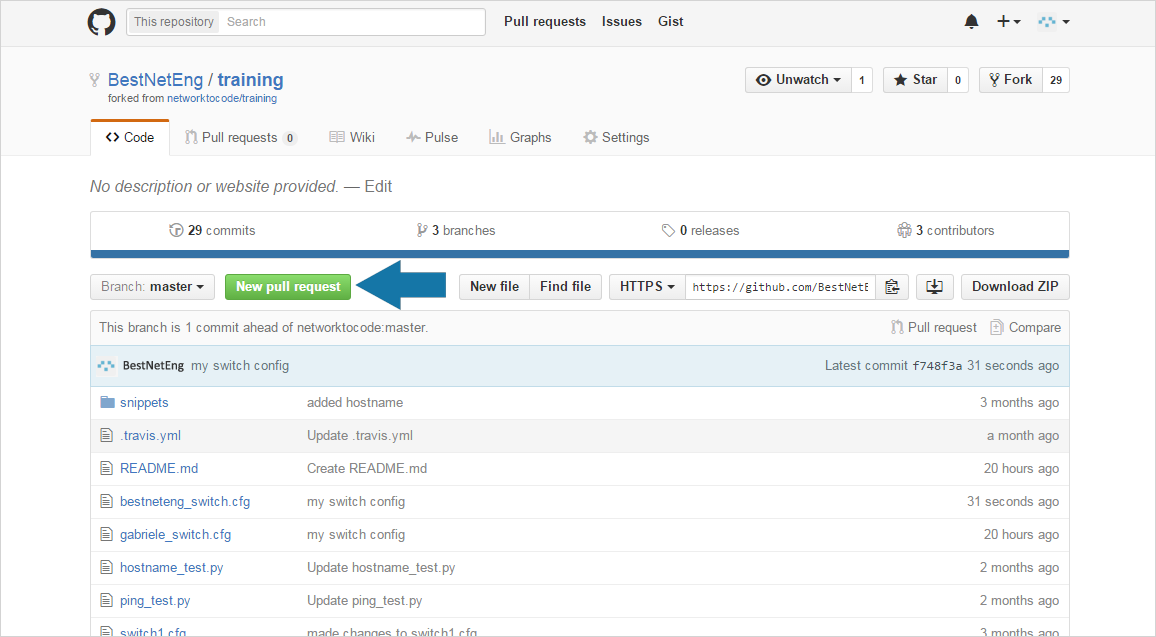 This repository Search Pull requests Issues Gist
BestNetEng / training Unwatch 1 Star 0 Fork 29
forked from networktocode/training
Code Pull requests 0 Wiki Pulse Graphs Settings
No description or website provided. — Edit
29 commits 3 branches 0 releases 3 contributors
Branch: master New pull request New file Find file HTTPS https://github.com/BestNetE Download ZIP
This branch is 1 commit ahead of networktocode:master. Pull request Compare
BestNetEng my switch config Latest commit f748f3a 31 seconds ago
snippets added hostname 3 months ago
.travis.yml Update .travis.yml a month ago
README.md Create README.md 20 hours ago
bestneteng_switch.cfg my switch config 31 seconds ago
gabriele_switch.cfg my switch config 20 hours ago
hostname_test.py Update hostname_test.py 2 months ago
ping_test.py Update ping_test.py 2 months ago
switch1.cfg made changes to switch1.cfg 3 months ago